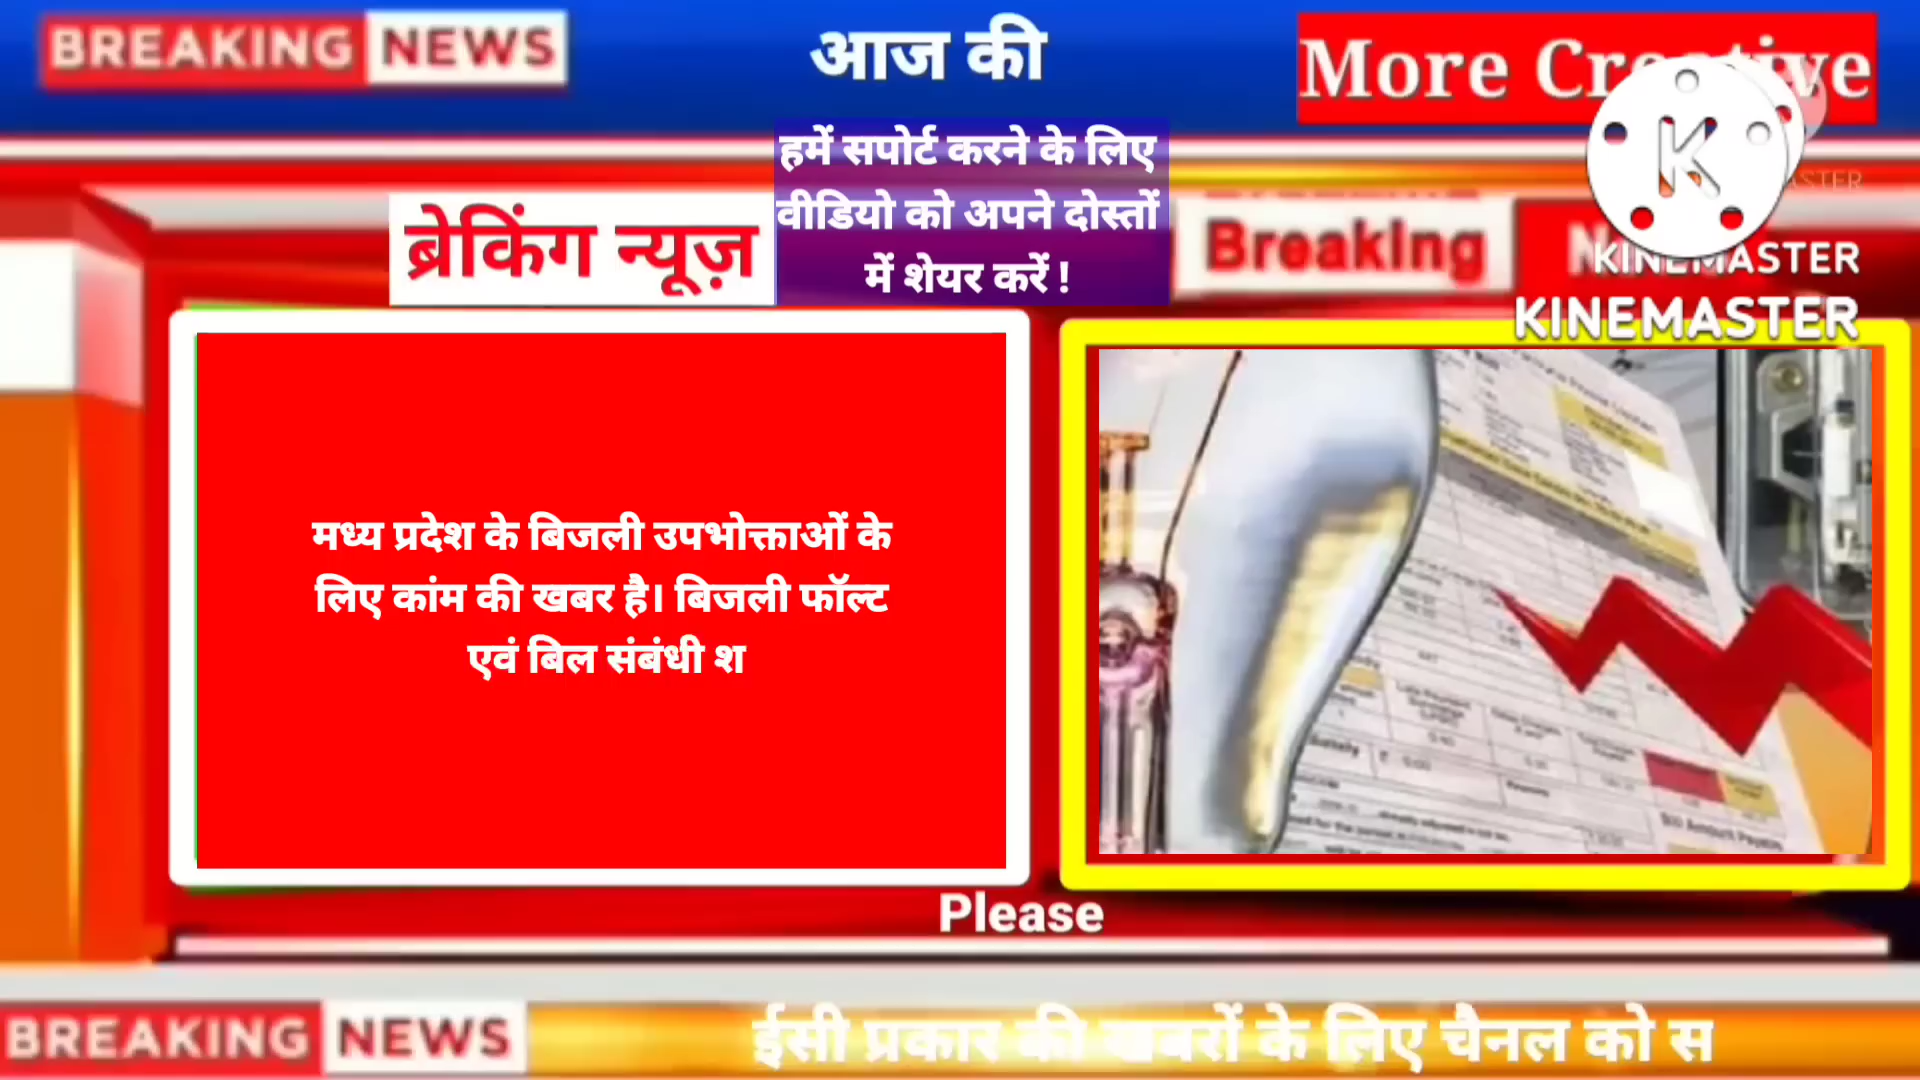 BREAKING NEWS
आज की
More Creative
हमें सपोर्ट करने के लिए
वीडियो को अपने दोस्तों
में शेयर करें !
ब्रेकिंग न्यूज़
Breaking
KINEMASTER
KINEMASTER
मध्य प्रदेश के बिजली उपभोक्ताओं के
लिए कांम की खबर है। बिजली फॉल्ट
एवं बिल संबंधी श
Please
BREAKING NEWS
ईसी प्रकार की खबरों के लिए चैनल को स